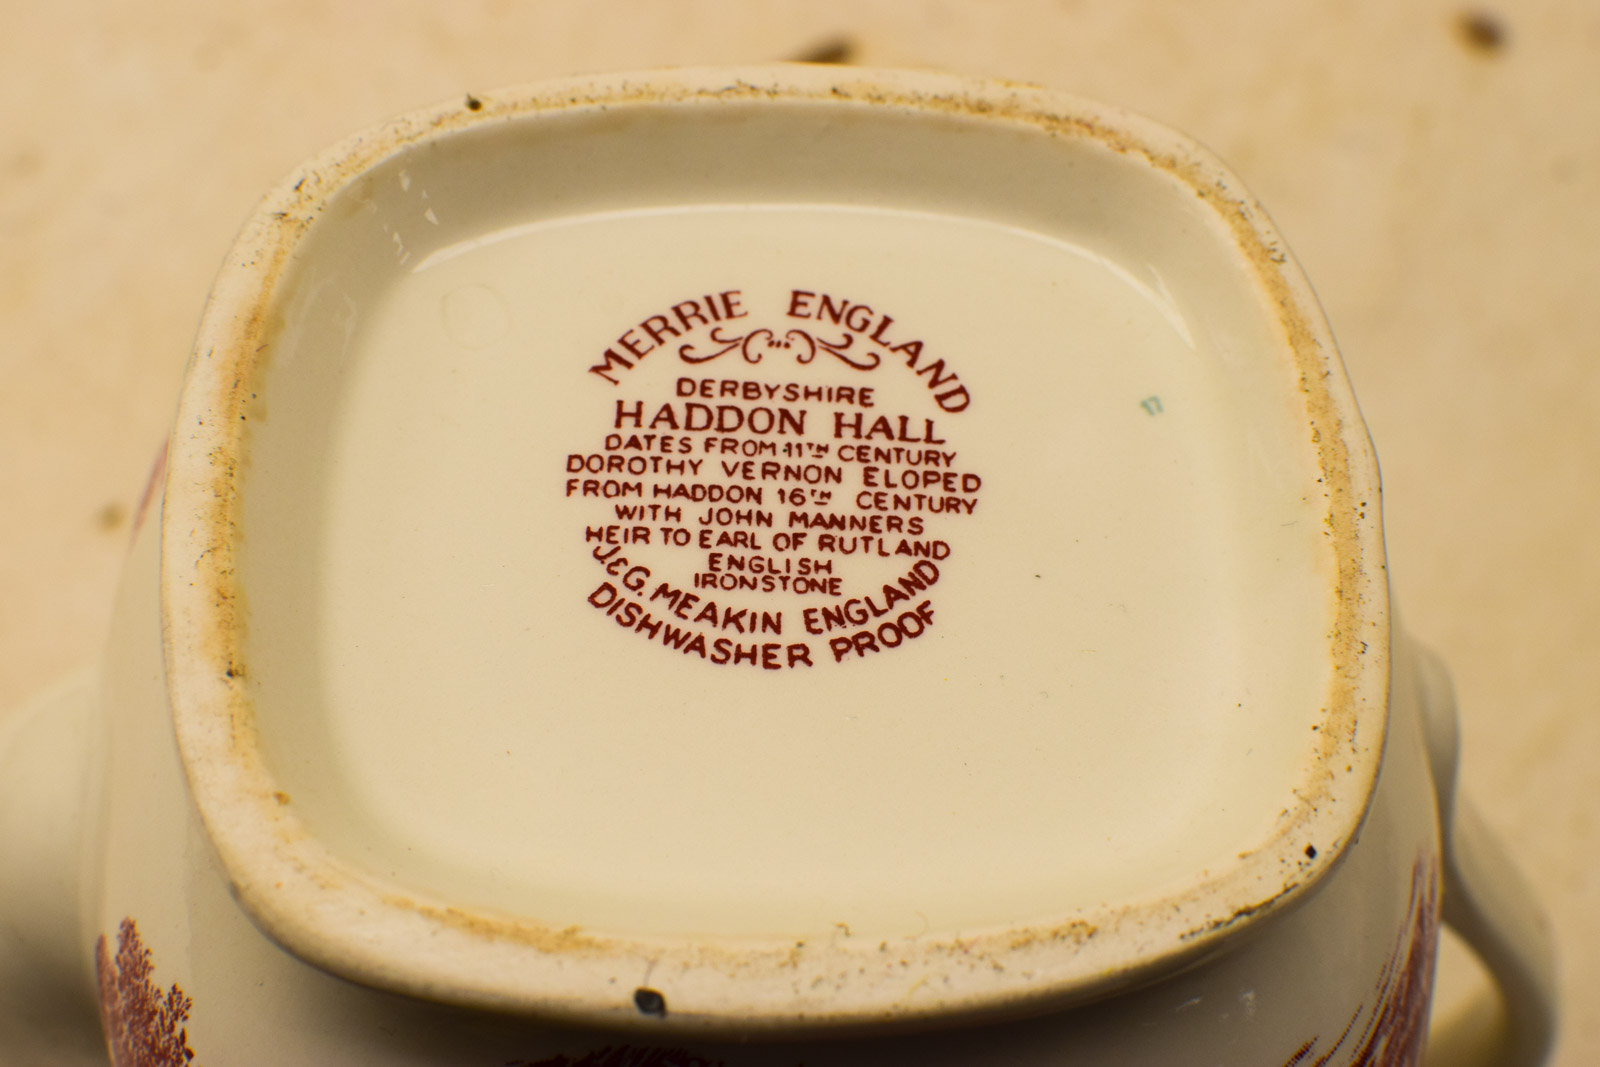 MERRIE ENGLAND
DERBYSHIRE
HADDON HALL
DATES FROM 11TH CENTURY
DOROTHY VERNON ELOPED
FROM HADDON 16TH CENTURY
WITH JOHN MANNERS
HEIR TO EARL OF RUTLAND
ENGLISH
IRONSTONE
J.&G. MEAKIN ENGLAND
DISHWASHER PROOF
17